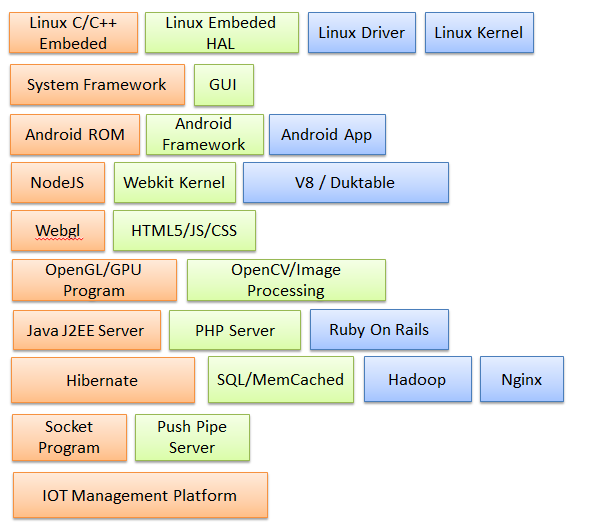 Linux C/C++
Embeded
Linux Embeded
HAL
Linux Driver
Linux Kernel
System Framework
GUI
Android ROM
Android
Framework
Android App
NodeJS
Webkit Kernel
V8 / Duktable
Webgl
HTML5/JS/CSS
OpenGL/GPU
Program
OpenCV/Image
Processing
Java J2EE Server
PHP Server
Ruby On Rails
Hibernate
SQL/MemCached
Hadoop
Nginx
Socket
Program
Push Pipe
Server
IOT Management Platform